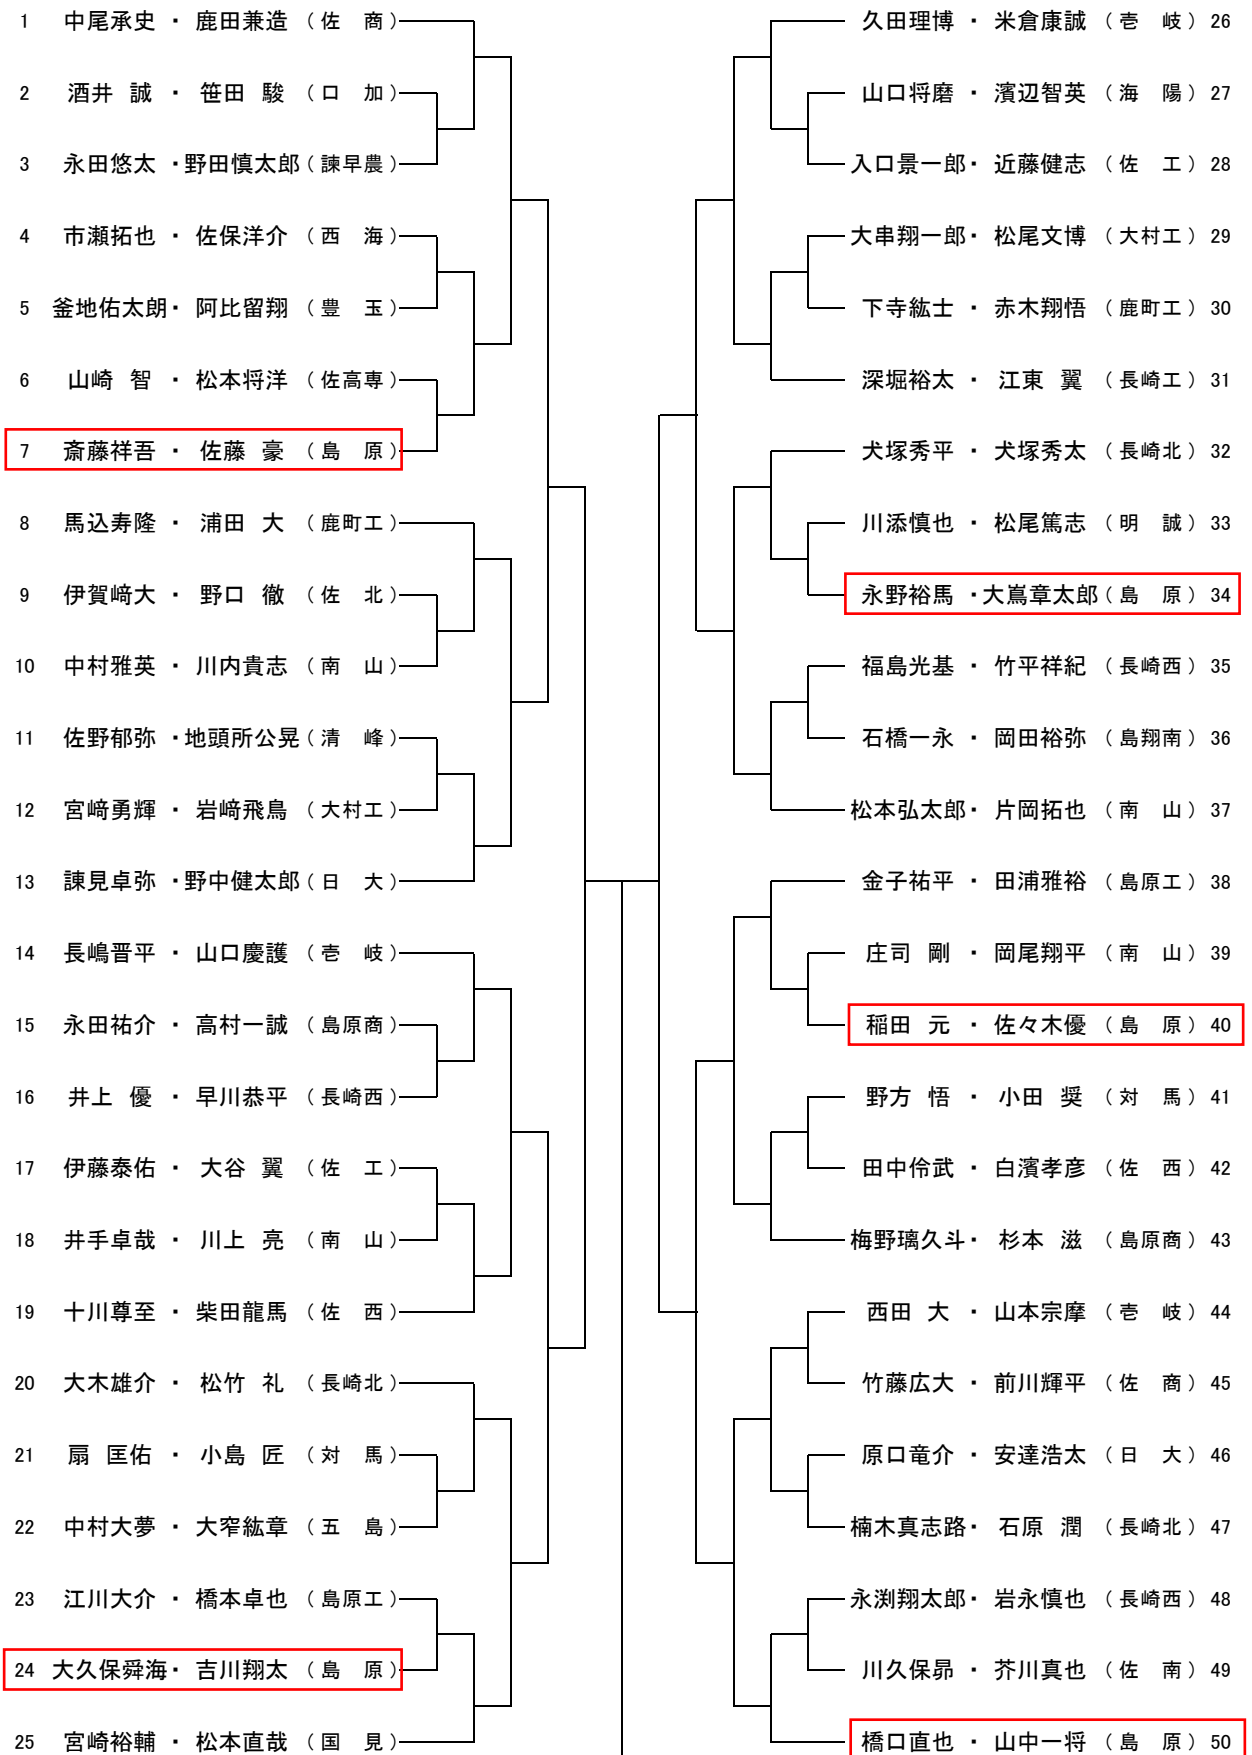 1 中尾承史 ・ 鹿田兼造 （佐 商）
2 酒井 誠 ・ 笹田 駿 （口 加）
3 永田悠太 ・野田慎太郎（諫早農）
4 市瀬拓也 ・ 佐保洋介 （西 海）
5 釜地佑太朗・ 阿比留翔 （豊 玉）
6 山崎 智 ・ 松本将洋 （佐高専）
7 斎藤祥吾 ・ 佐藤 豪 （島 原）
8 馬込寿隆 ・ 浦田 大 （鹿町工）
9 伊賀﨑大 ・ 野口 徹 （佐 北）
10 中村雅英 ・ 川内貴志 （南 山）
11 佐野郁弥 ・地頭所公晃（清 峰）
12 宮﨑勇輝 ・ 岩﨑飛鳥 （大村工）
13 諫見卓弥 ・野中健太郎（日 大）
14 長嶋晋平 ・ 山口慶護 （壱 岐）
15 永田祐介 ・ 高村一誠 （島原商）
16 井上 優 ・ 早川恭平 （長崎西）
17 伊藤泰佑 ・ 大谷 翼 （佐 工）
18 井手卓哉 ・ 川上 亮 （南 山）
19 十川尊至 ・ 柴田龍馬 （佐 西）
20 大木雄介 ・ 松竹 礼 （長崎北）
21 扇 匡佑 ・ 小島 匠 （対 馬）
22 中村大夢 ・ 大窄紘章 （五 島）
23 江川大介 ・ 橋本卓也 （島原工）
24 大久保舜海・ 吉川翔太 （島 原）
25 宮崎裕輔 ・ 松本直哉 （国 見）
久田理博 ・ 米倉康誠 （壱 岐）26
山口将磨 ・ 濱辺智英 （海 陽）27
入口景一郎・ 近藤健志 （佐 工）28
大串翔一郎・ 松尾文博 （大村工）29
下寺紘士 ・ 赤木翔悟 （鹿町工）30
深堀裕太 ・ 江東 翼 （長崎工）31
犬塚秀平 ・ 犬塚秀太 （長崎北）32
川添慎也 ・ 松尾篤志 （明 誠）33
永野裕馬 ・大嶌章太郎（島 原）34
福島光基 ・ 竹平祥紀 （長崎西）35
石橋一永 ・ 岡田裕弥 （島翔南）36
松本弘太郎・ 片岡拓也 （南 山）37
金子祐平 ・ 田浦雅裕 （島原工）38
庄司 剛 ・ 岡尾翔平 （南 山）39
稲田 元 ・ 佐々木優 （島 原）40
野方 悟 ・ 小田 奨 （対 馬）41
田中伶武 ・ 白濱孝彦 （佐 西）42
梅野璃久斗・ 杉本 滋 （島原商）43
西田 大 ・ 山本宗摩 （壱 岐）44
竹藤広大 ・ 前川輝平 （佐 商）45
原口竜介 ・ 安達浩太 （日 大）46
楠木真志路・ 石原 潤 （長崎北）47
永渕翔太郎・ 岩永慎也 （長崎西）48
川久保昴 ・ 芥川真也 （佐 南）49
橋口直也 ・ 山中一将 （島 原）50